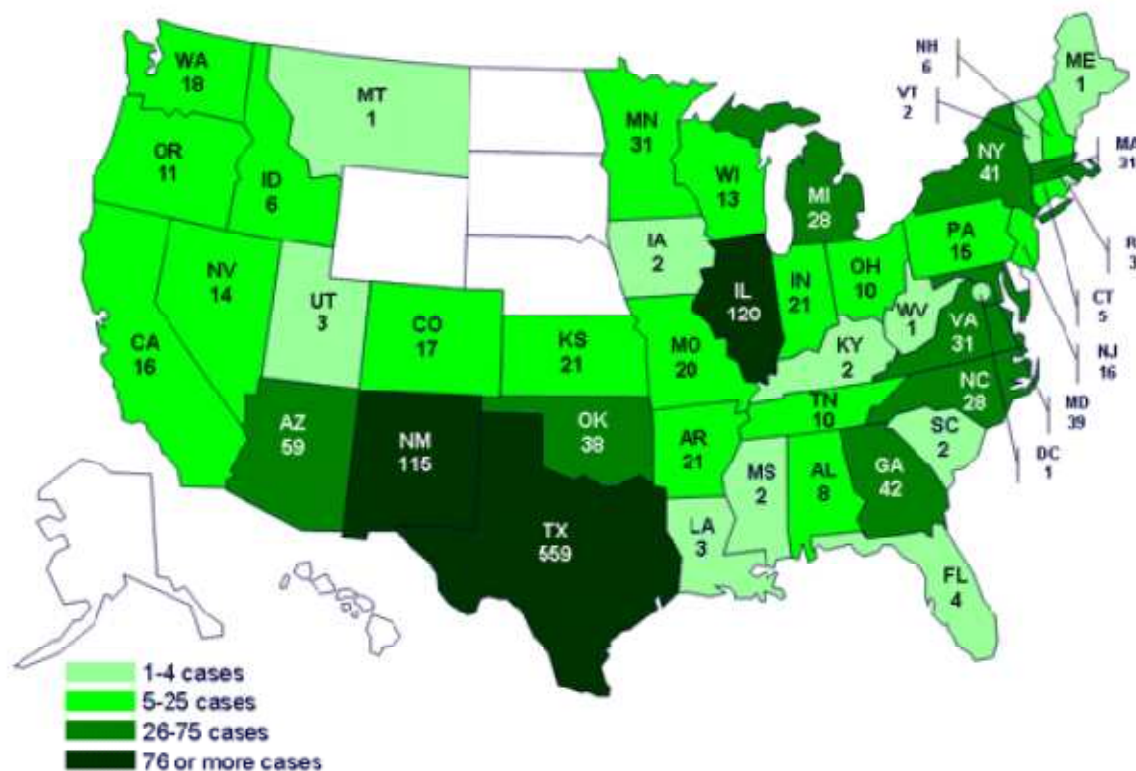 WA
18
MT
1
OR
11
ID
6
NV
14
UT
3
CA
16
CO
17
AZ
59
NM
115
KS
21
OK
38
TX
559
MN
31
IA
2
MO
20
AR
21
LA
3
WI
13
IL
120
MS
2
MI
28
IN
21
OH
10
KY
2
TN
10
AL
8
GA
42
FL
4
SC
2
NC
28
VA
31
WV
1
PA
15
NY
41
VT
2
NH
6
ME
1
MA
31
R
3
CT
5
NJ
16
MD
39
DC
1
1-4 cases
5-25 cases
26-75 cases
76 or more cases